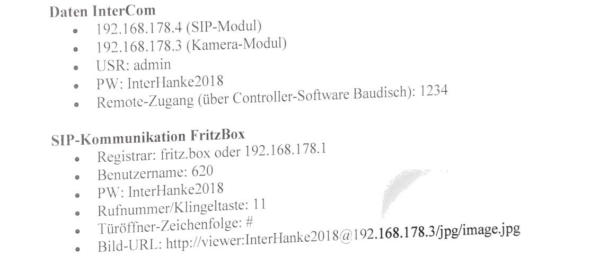 Daten InterCom
• 192.168.178.4 (SIP-Modul)
• 192.168.178.3 (Kamera-Modul)
• USR: admin
• PW: InterHanke2018
• Remote-Zugang (über Controller-Software Baudisch): 1234
SIP-Kommunikation FritzBox
• Registrar: fritz.box oder 192.168.178.1
• Benutzername: 620
• PW: InterHanke2018
• Rufnummer/Klingeltaste: 11
• Türöffner-Zeichenfolge: #
• Bild-URL: http://viewer:InterHanke2018@192.168.178.3/jpg/image.jpg